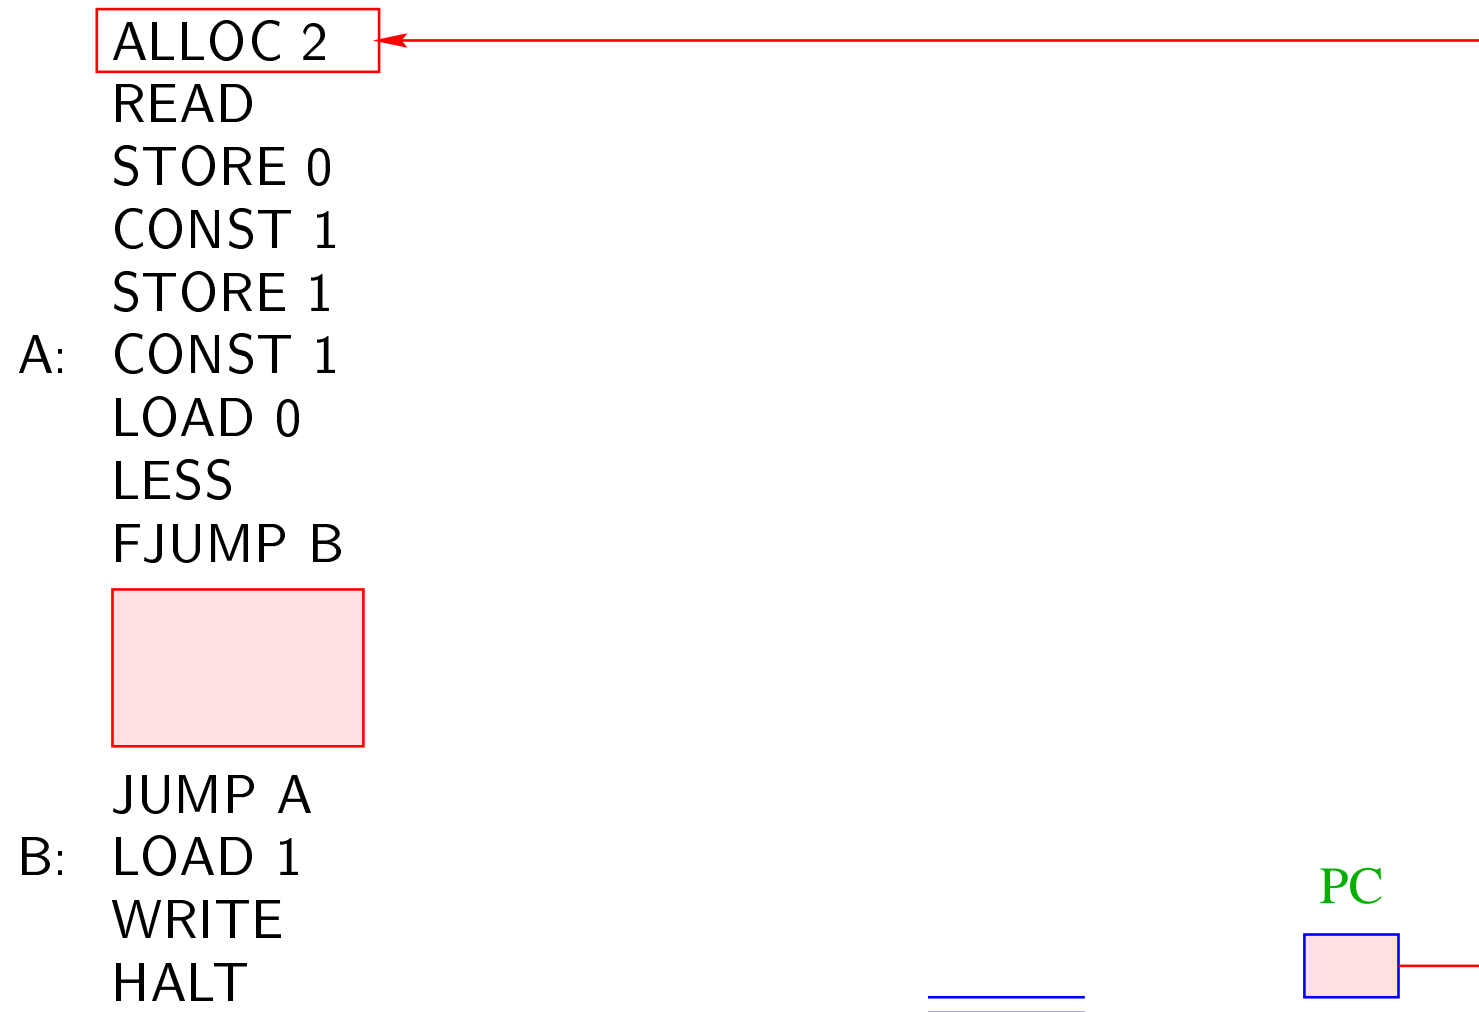 ALLOC 2
READ
STORE 0
CONST 1
STORE 1
A: CONST 1
LOAD 0
LESS
FJUMP B
JUMP A
B: LOAD 1
WRITE
HALT
PC